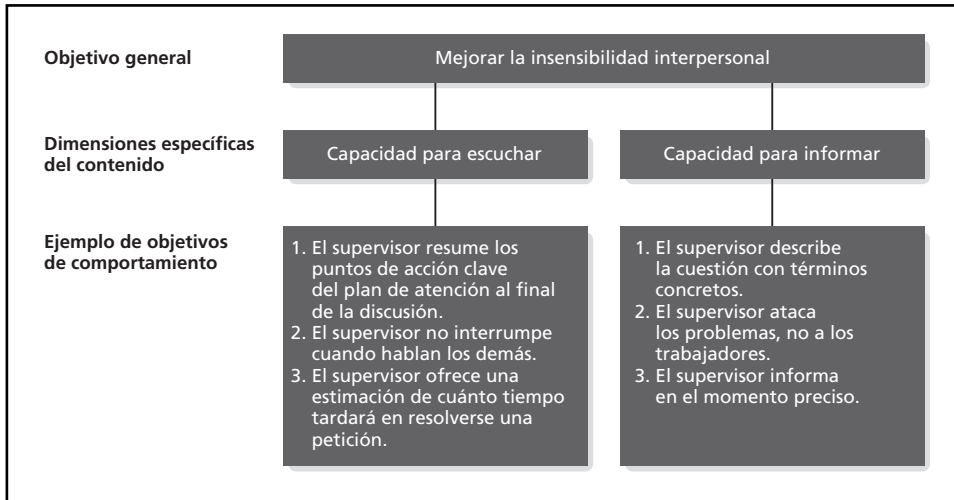 Objetivo general
Mejorar la insensibilidad interpersonal
Dimensiones específicas
del contenido
Capacidad para escuchar
Capacidad para informar
Ejemplo de objetivos
de comportamiento
1. El supervisor resume los
puntos de acción clave
del plan de atención al final
de la discusión.
2. El supervisor no interrumpe
cuando hablan los demás.
3. El supervisor ofrece una
estimación de cuánto tiempo
tardará en resolverse una
petición.
1. El supervisor describe
la cuestión con términos
concretos.
2. El supervisor ataca
los problemas, no a los
trabajadores.
3. El supervisor informa
en el momento preciso.